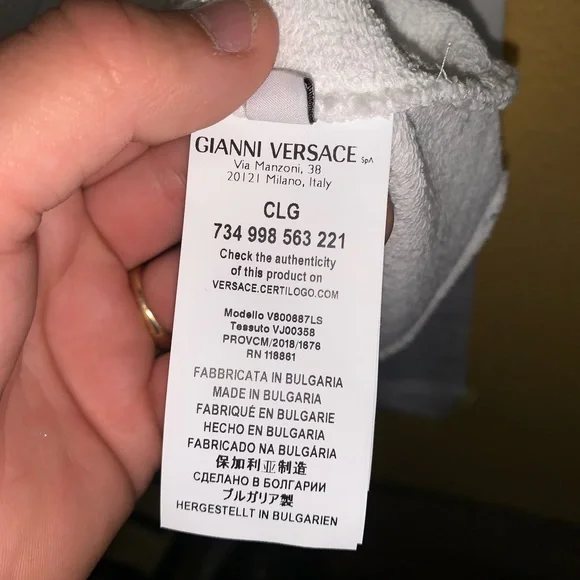 GIANNI VERSACE SpA
Via Manzoni, 38
20121 Milano, Italy
CLG
734 998 563 221
Check the authenticity
of this product on
VERSACE.CERTILOGO.COM
Modello V800687LS
Tessuto VJ00358
PROVCM/2018/1676
RN 118861
FABBRICATA IN BULGARIA
MADE IN BULGARIA
FABRIQUÉ EN BULGARIE
HECHO EN BULGARIA
FABRICADO NA BULGÁRIA
保加利亚制造
СДЕЛАНО В БОЛГАРИИ
ブルガリア製
HERGESTELLT IN BULGARIEN